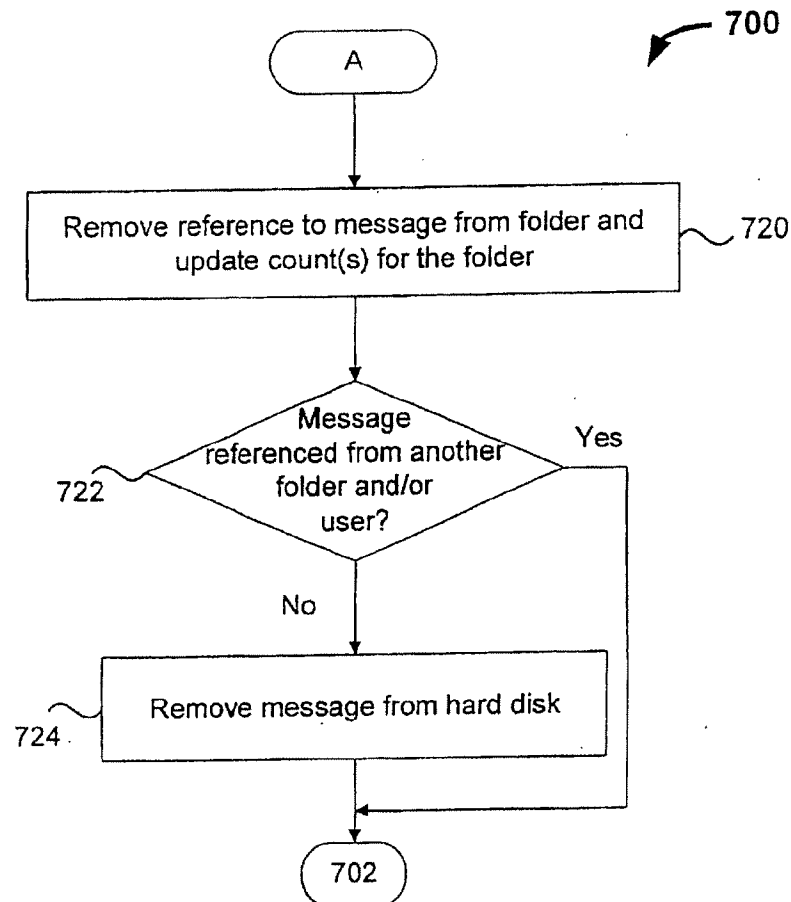 700
A
Remove reference to message from folder and
update count(s) for the folder
720
Message
referenced from another
folder and/or
user?
Yes
722
No
Remove message from hard disk
724
702